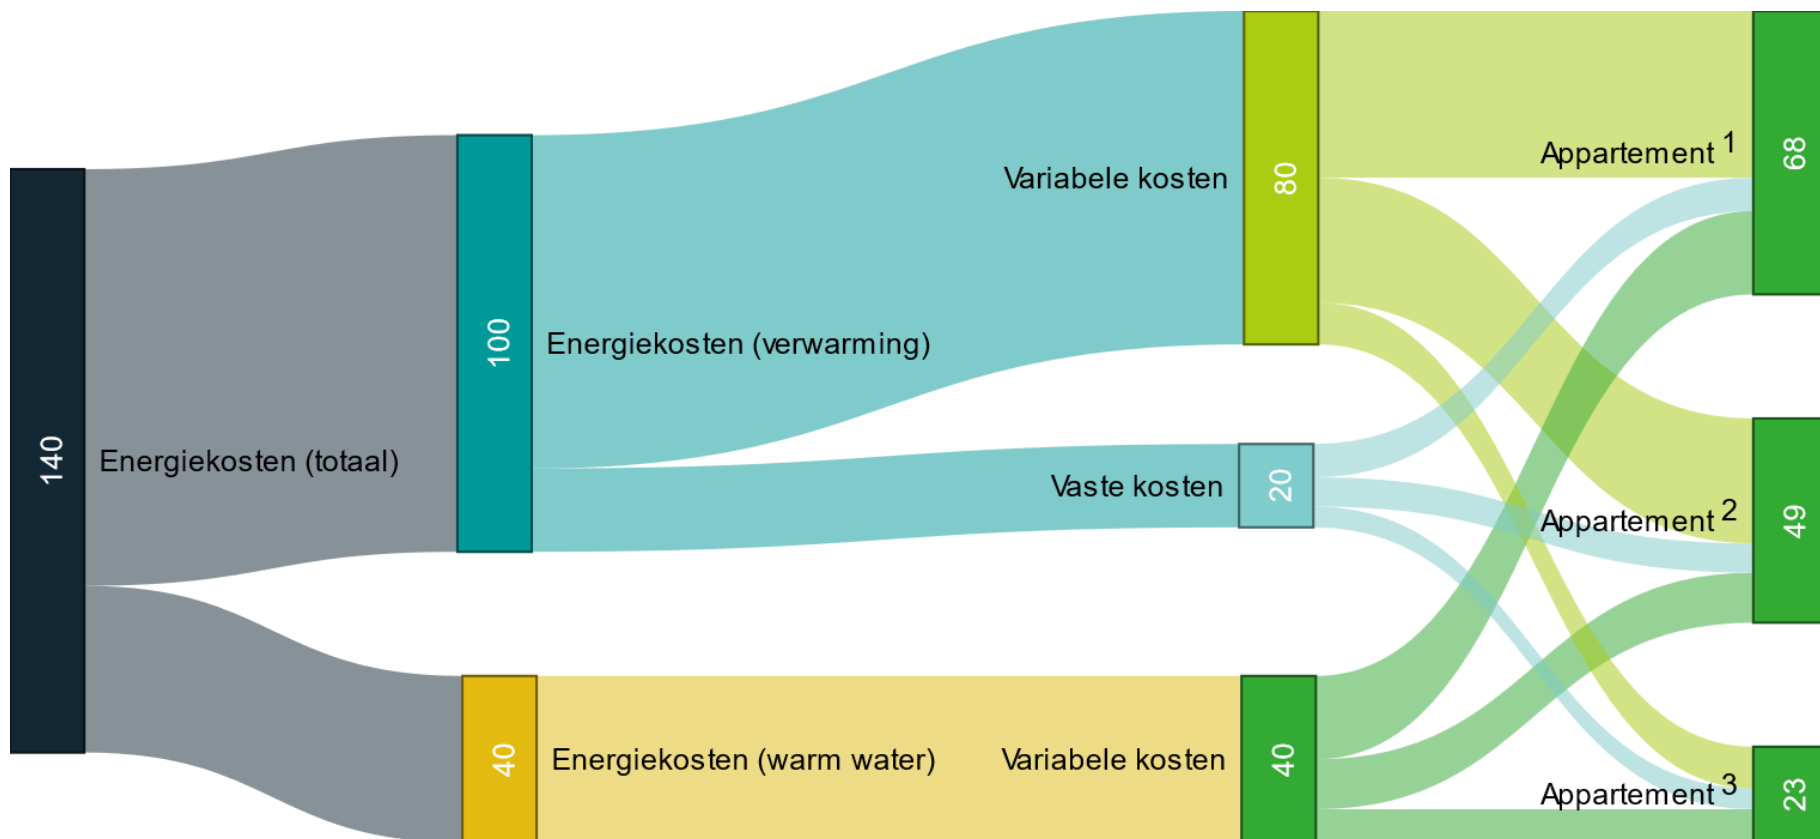 140
Energiekosten (totaal)
100
Energiekosten (verwarming)
40
Energiekosten (warm water)
Variabele kosten
80
Vaste kosten
20
Variabele kosten
40
Appartement 1
68
Appartement 2
49
Appartement 3
23